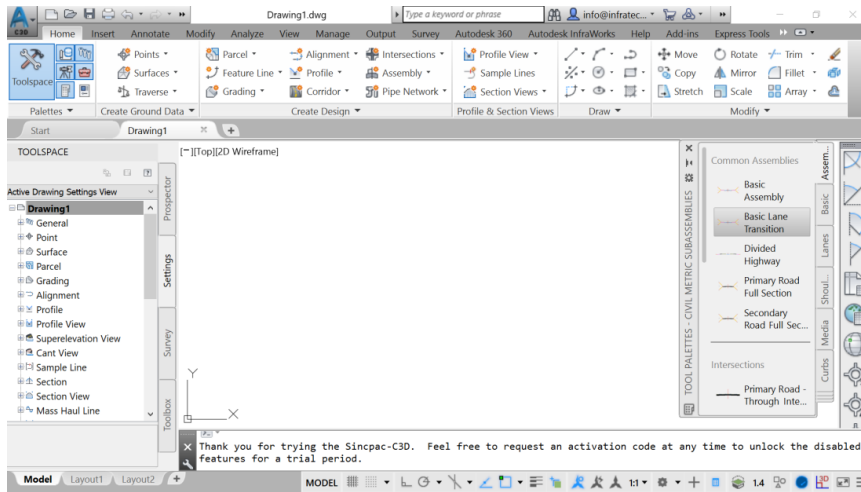 Drawing1.dwg
Type a keyword or phrase
info@infratec...
C3D
Home Insert Annotate Modify Analyze View Manage Output Survey Autodesk 360 Autodesk InfraWorks Help Add-ins Express Tools
Toolspace
Points
Surfaces
Traverse
Parcel
Feature Line
Grading
Alignment
Profile
Corridor
Intersections
Assembly
Pipe Network
Profile View
Sample Lines
Section Views
Move
Copy
Stretch
Rotate
Mirror
Scale
Trim
Fillet
Array
Palettes Create Ground Data Create Design Profile & Section Views Draw Modify
Start Drawing1
TOOLSPACE
Active Drawing Settings View
Drawing1
General
Point
Surface
Parcel
Grading
Alignment
Profile
Profile View
Superelevation View
Cant View
Sample Line
Section
Section View
Mass Haul Line
Prospector
Settings
Survey
Toolbox
[−][Top][2D Wireframe]
Y
X
TOOL PALETTES - CIVIL METRIC SUBASSEMBLIES
Common Assemblies
Basic
Assembly
Basic Lane
Transition
Divided
Highway
Primary Road
Full Section
Secondary
Road Full Sec...
Intersections
Primary Road -
Through Inte...
Assem...
Basic
Lanes
Shoul...
Media
Curbs
Thank you for trying the Sincpac-C3D. Feel free to request an activation code at any time to unlock the disabled
features for a trial period.
Model Layout1 Layout2
MODEL 1:1 1.4